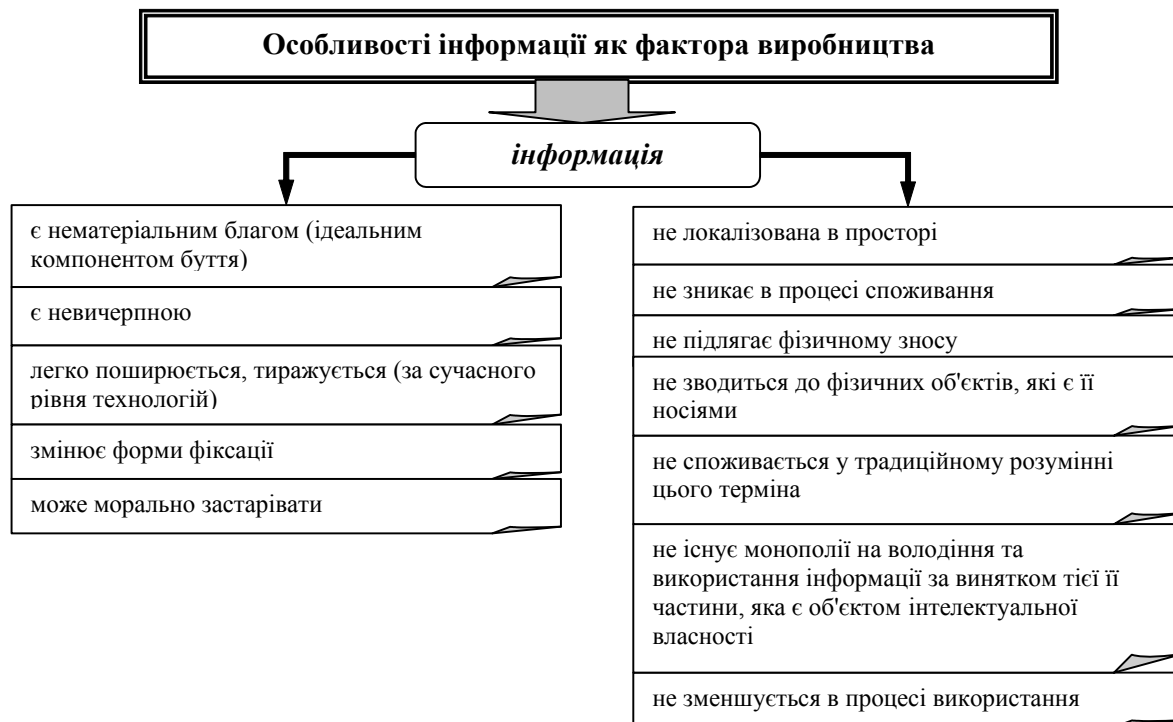 Особливості інформації як фактора виробництва
інформація
є нематеріальним благом (ідеальним
компонентом буття)
є невичерпною
легко поширюється, тиражується (за сучасного
рівня технологій)
змінює форми фіксації
може морально застарівати
не локалізована в просторі
не зникає в процесі споживання
не підлягає фізичному зносу
не зводиться до фізичних об'єктів, які є її
носіями
не споживається у традиційному розумінні
цього терміна
не існує монополії на володіння та
використання інформації за винятком тієї її
частини, яка є об'єктом інтелектуальної
власності
не зменшується в процесі використання